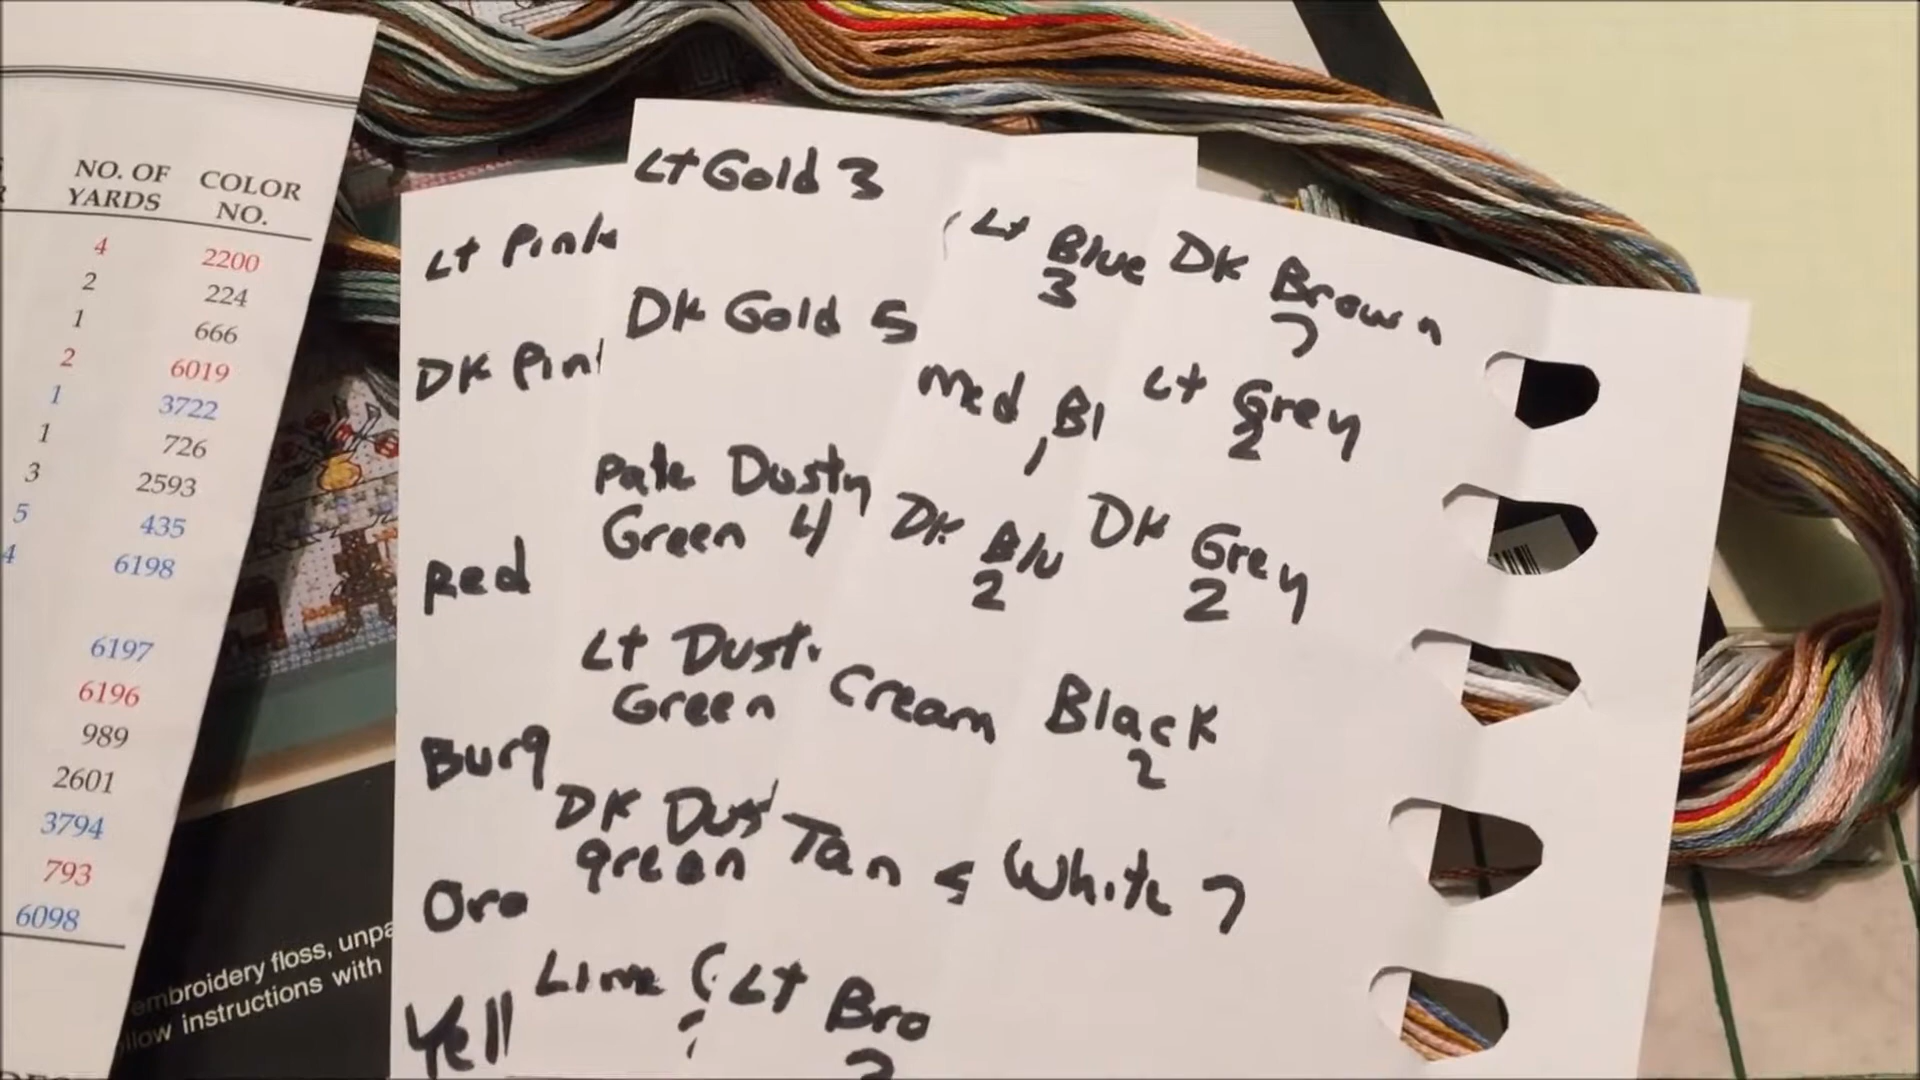 NO. OF YARDS
COLOR NO.
4 2200
2 224
1 666
2 6019
1 3722
1 726
3 2593
5 435
4 6198
6197
6196
989
2601
3794
793
6098
embroidery floss, unpa
llow instructions with
Lt Pink
DK Pin
Red
Burg
Ora
Yell
Lt Gold 3
DK Gold 5
Pale Dusty
Green 4
Lt Dust
Green
DK Dus
green
Lime
Lt Blue
3
Med Bl
1
DK Blu
2
Cream
Tan
Lt Bro
DK Brown
7
Lt Grey
2
DK Grey
2
Black
2
White 7